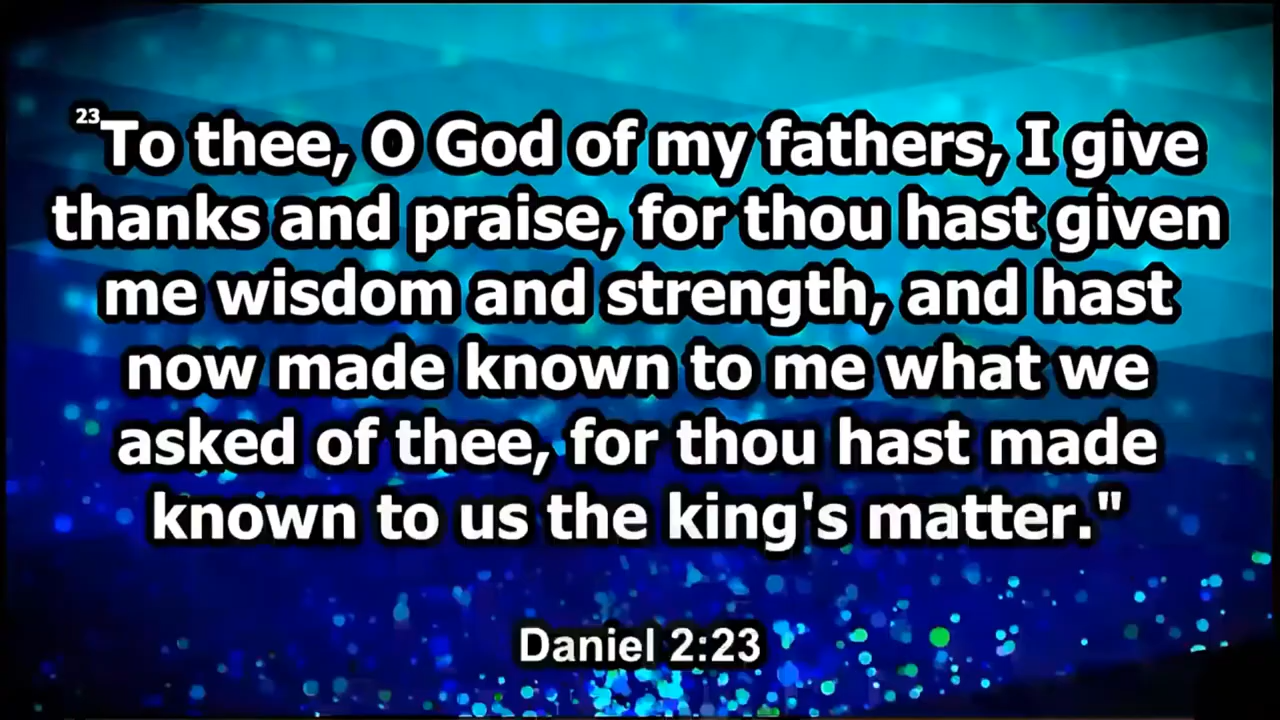 23To thee, O God of my fathers, I give
thanks and praise, for thou hast given
me wisdom and strength, and hast
now made known to me what we
asked of thee, for thou hast made
known to us the king's matter."
Daniel 2:23